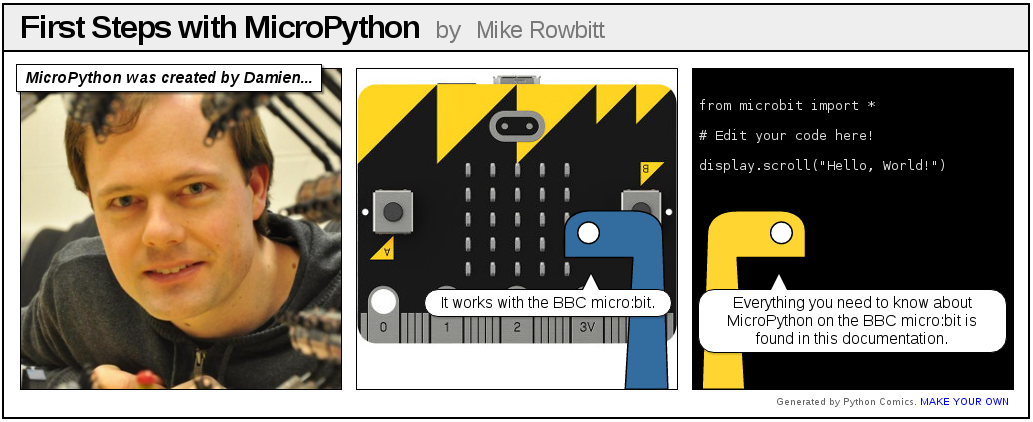 First Steps with MicroPython by Mike Rowbitt
MicroPython was created by Damien...
B
A
It works with the BBC micro:bit.
0 1 2 3V
from microbit import *
# Edit your code here!
display.scroll("Hello, World!")
Everything you need to know about
MicroPython on the BBC micro:bit is
found in this documentation.
Generated by Python Comics. MAKE YOUR OWN